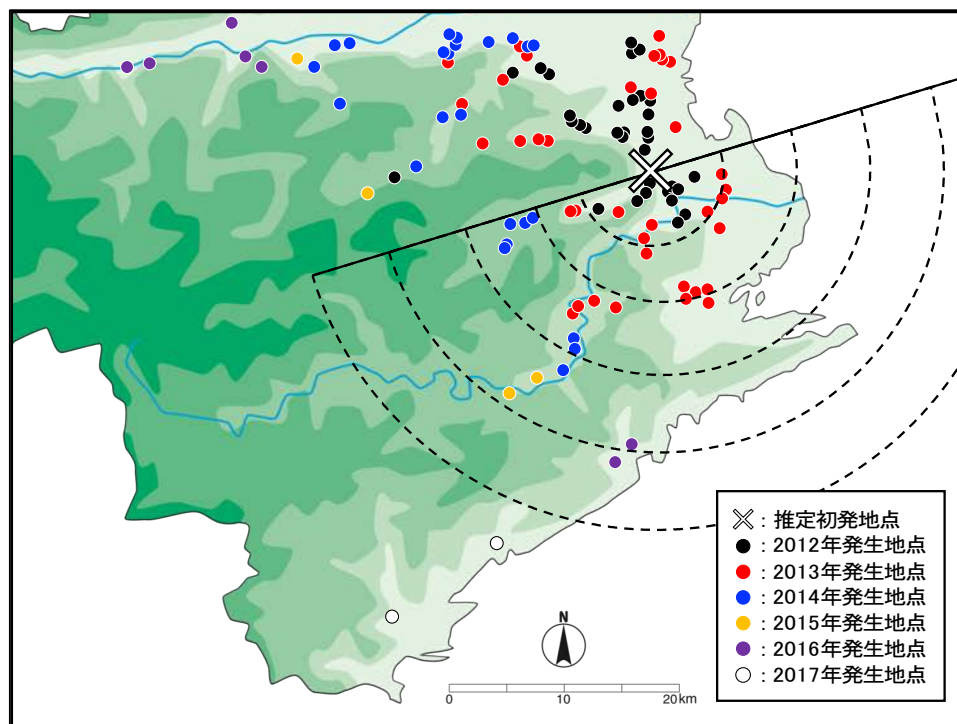 N
0 10 20km
: 推定初発地点
: 2012年発生地点
: 2013年発生地点
: 2014年発生地点
: 2015年発生地点
: 2016年発生地点
: 2017年発生地点